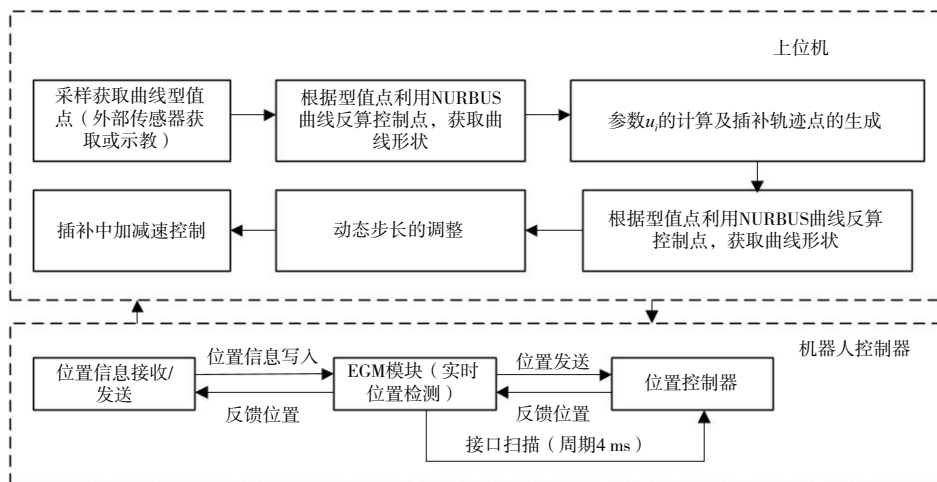 上位机
采样获取曲线型值
点（外部传感器获
取或示教）
根据型值点利用NURBUS
曲线反算控制点，获取曲
线形状
参数uᵢ的计算及插补轨迹点的生成
插补中加减速控制
动态步长的调整
根据型值点利用NURBUS曲线反算
控制点，获取曲线形状
机器人控制器
位置信息接收/
发送
位置信息写入
反馈位置
EGM模块（实时
位置检测）
位置发送
反馈位置
位置控制器
接口扫描（周期4 ms）